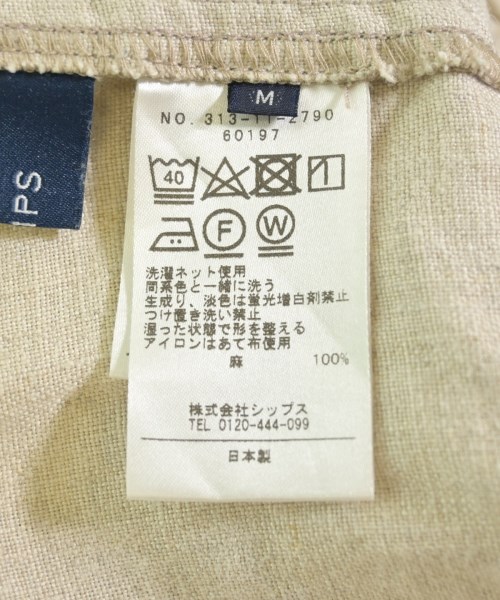 M
NO. 313-11-2790
60197
40
F W
洗濯ネット使用
同系色と一緒に洗う
生成り、淡色は蛍光増白剤禁止
つけ置き洗い禁止
湿った状態で形を整える
アイロンはあて布使用
麻 100%
株式会社シップス
TEL 0120-444-099
日本製
IPS